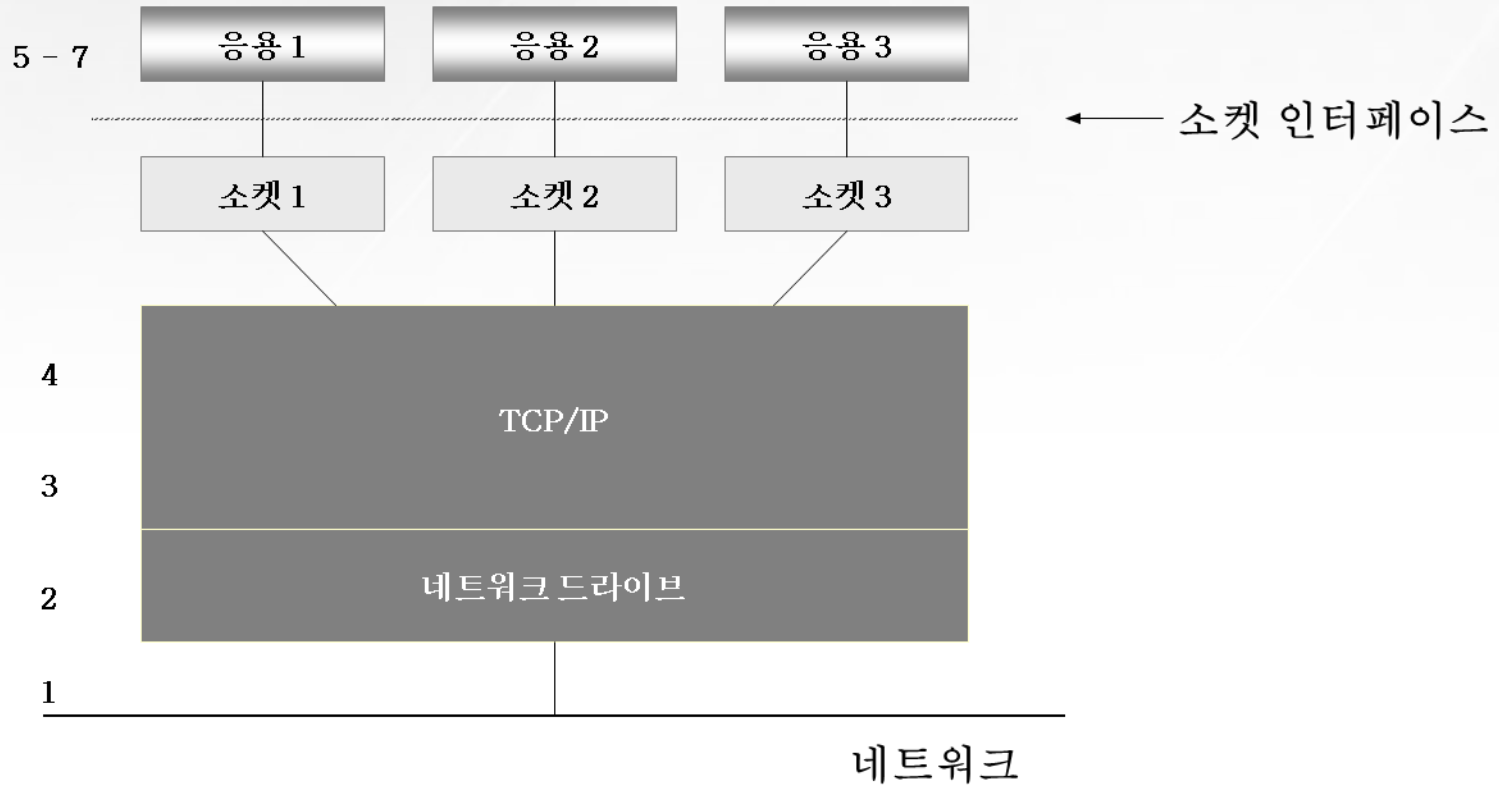 5 - 7
응용 1
응용 2
응용 3
소켓 인터페이스
소켓 1
소켓 2
소켓 3
4
TCP/IP
3
네트워크 드라이브
2
1
네트워크